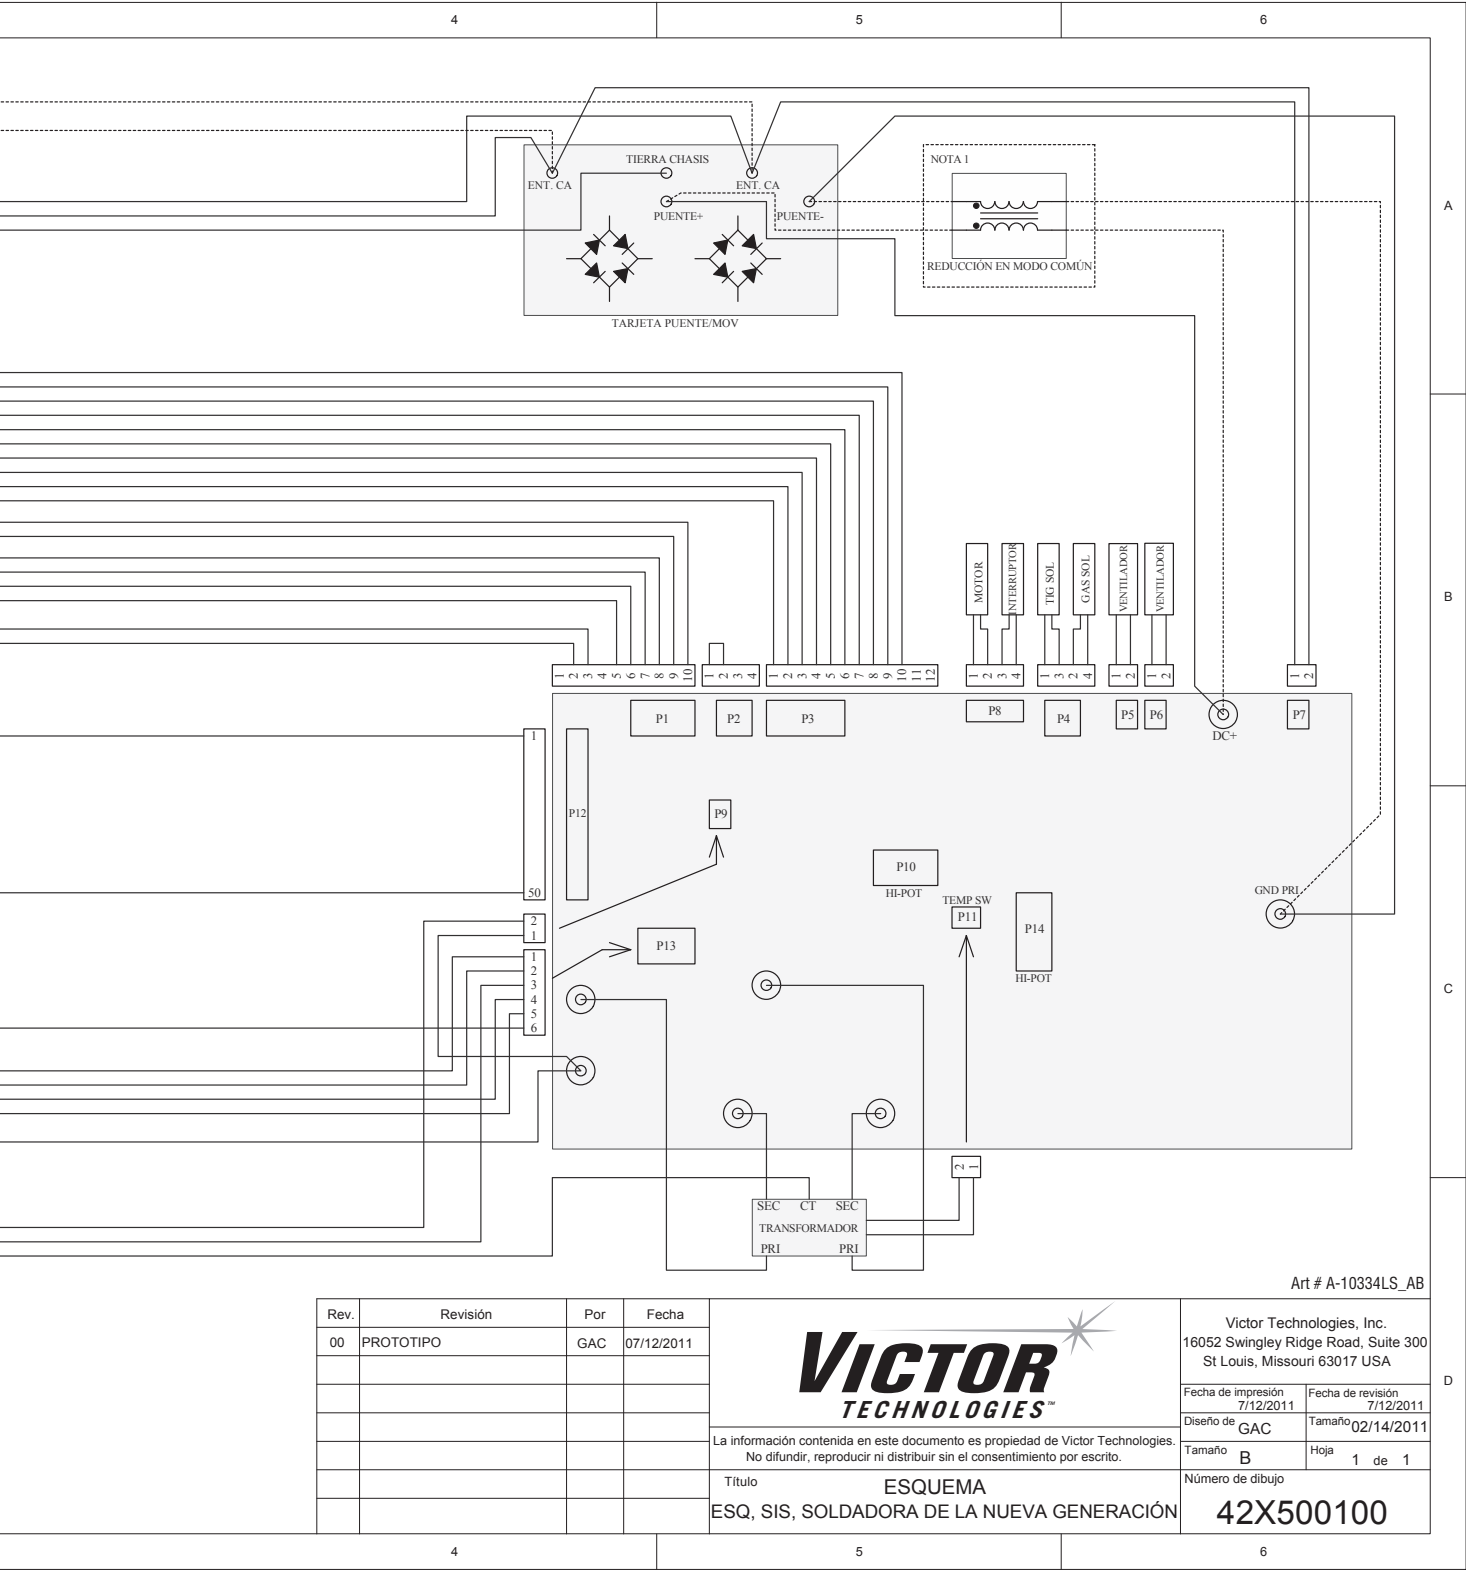 4 5 6
TIERRA CHASIS
ENT. CA
ENT. CA
PUENTE+
PUENTE-
TARJETA PUENTE/MOV
NOTA 1
REDUCCIÓN EN MODO COMÚN
A
B
C
D
MOTOR
INTERRUPTOR
TIG SOL
GAS SOL
VENTILADOR
VENTILADOR
1 2 3 4 5 6 7 8 9 10
1 2 3 4
1 2 3 4 5 6 7 8 9 10 11 12
1 2 3 4
1 3 2 4
1 2
1 2
1 2
P1
P2
P3
P8
P4
P5
P6
DC+
P7
1
50
P12
P9
P10
HI-POT
TEMP SW
P11
P14
HI-POT
GND PRI
2
1
P13
1
2
3
4
5
6
2 1
SEC CT SEC
TRANSFORMADOR
PRI PRI
Art # A-10334LS_AB
Rev. Revisión Por Fecha
00 PROTOTIPO GAC 07/12/2011
VICTOR
TECHNOLOGIES™
La información contenida en este documento es propiedad de Victor Technologies.
No difundir, reproducir ni distribuir sin el consentimiento por escrito.
Título
ESQUEMA
ESQ, SIS, SOLDADORA DE LA NUEVA GENERACIÓN
Victor Technologies, Inc.
16052 Swingley Ridge Road, Suite 300
St Louis, Missouri 63017 USA
Fecha de impresión
7/12/2011
Fecha de revisión
7/12/2011
Diseño de GAC
Tamaño 02/14/2011
Tamaño B
Hoja 1 de 1
Número de dibujo
42X500100
4 5 6